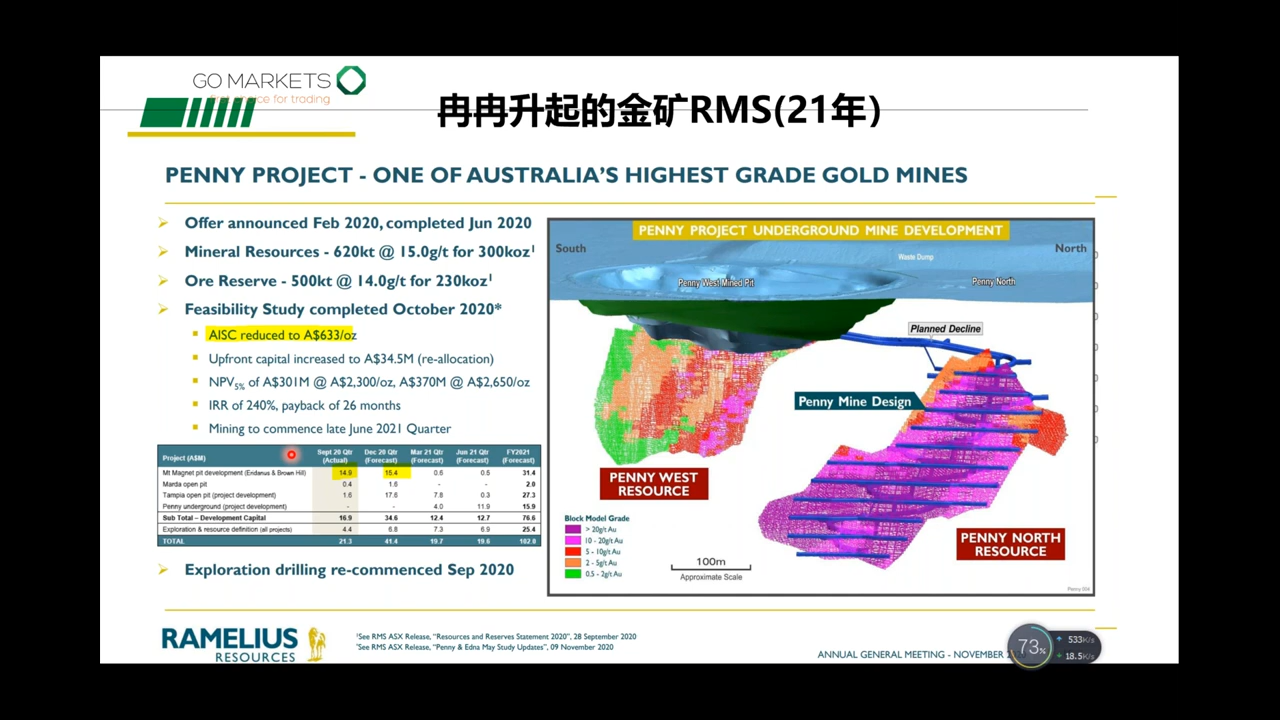 GO MARKETS
First choice for trading
冉冉升起的金矿RMS(21年)
PENNY PROJECT - ONE OF AUSTRALIA'S HIGHEST GRADE GOLD MINES
Offer announced Feb 2020, completed Jun 2020
Mineral Resources - 620kt @ 15.0g/t for 300koz¹
Ore Reserve - 500kt @ 14.0g/t for 230koz¹
Feasibility Study completed October 2020*
AISC reduced to A$633/oz
Upfront capital increased to A$34.5M (re-allocation)
NPV5% of A$301M @ A$2,300/oz, A$370M @ A$2,650/oz
IRR of 240%, payback of 26 months
Mining to commence late June 2021 Quarter
Project (A$M) Sept 20 Qtr (Actual) Dec 20 Qtr (Forecast) Mar 21 Qtr (Forecast) Jun 21 Qtr (Forecast) FY2021 (Forecast)
Mt Magnet pit development (Eridanus & Brown Hill) 14.9 15.4 0.6 0.5 31.4
Marda open pit 0.4 1.6 - - 2.0
Tampia open pit (project development) 1.6 17.6 7.8 0.3 27.3
Penny underground (project development) - - 4.0 11.9 15.9
Sub Total – Development Capital 16.9 34.6 12.4 12.7 76.6
Exploration & resource definition (all projects) 4.4 6.8 7.3 6.9 25.4
TOTAL 21.3 41.4 19.7 19.6 102.0
Exploration drilling re-commenced Sep 2020
PENNY PROJECT UNDERGROUND MINE DEVELOPMENT
South
North
Waste Dump
Penny West Mined Pit
Penny North
Planned Decline
Penny Mine Design
PENNY WEST
RESOURCE
Block Model Grade
> 20g/t Au
10 - 20g/t Au
5 - 10g/t Au
2 - 5g/t Au
0.5 - 2g/t Au
100m
Approximate Scale
PENNY NORTH
RESOURCE
RAMELIUS
RESOURCES
¹See RMS ASX Release, "Resources and Reserves Statement 2020", 28 September 2020
*See RMS ASX Release, "Penny & Edna May Study Updates", 09 November 2020
ANNUAL GENERAL MEETING - NOVEMBER
73%
533K/s
18.5K/s